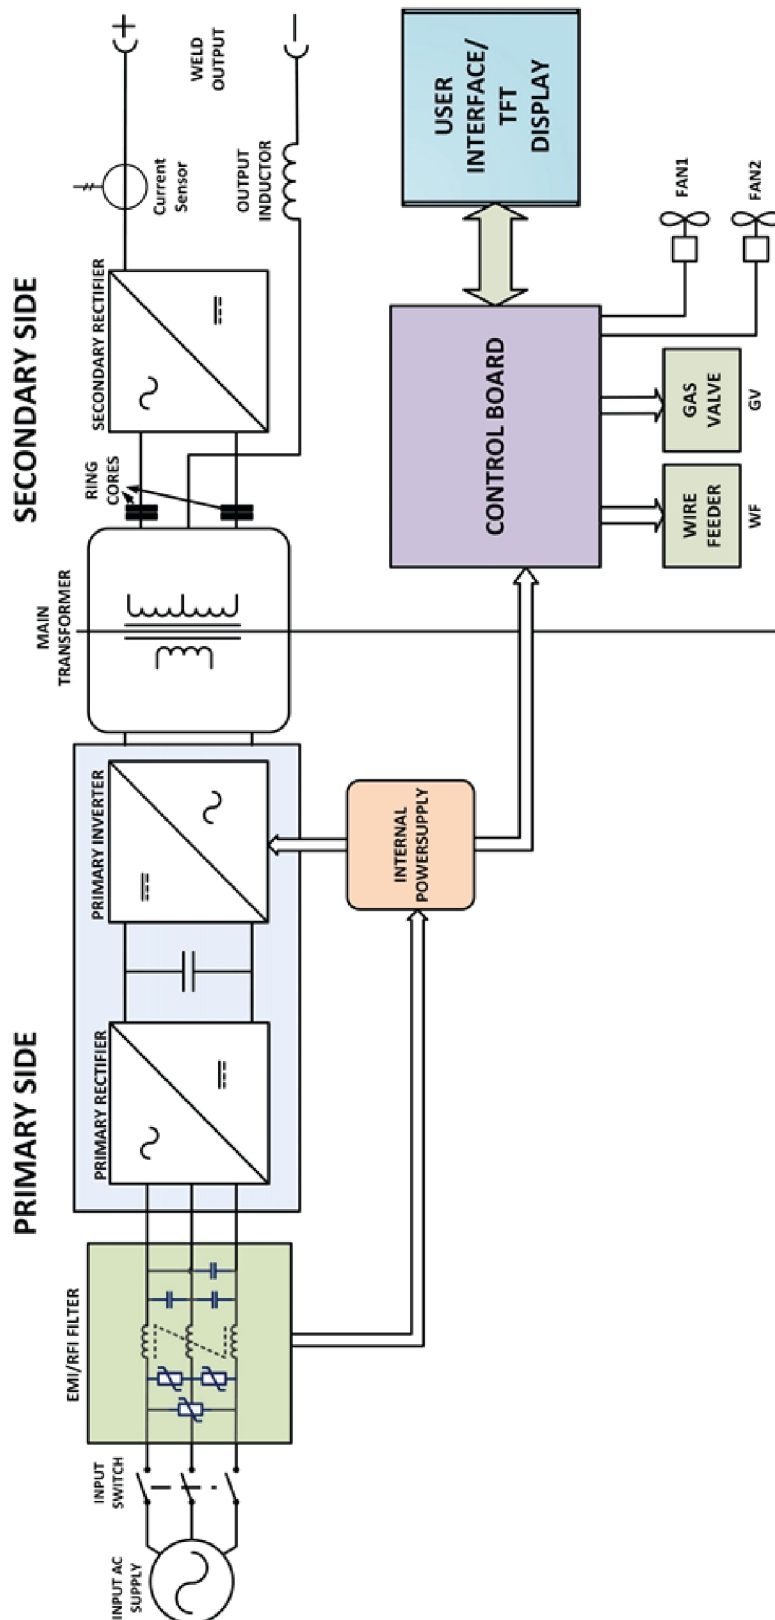 PRIMARY SIDE
SECONDARY SIDE
INPUT AC
SUPPLY
INPUT
SWITCH
EMI/RFI FILTER
PRIMARY RECTIFIER
PRIMARY INVERTER
MAIN
TRANSFORMER
RING
CORES
SECONDARY RECTIFIER
Current
Sensor
+
WELD
OUTPUT
−
OUTPUT
INDUCTOR
INTERNAL
POWERSUPPLY
CONTROL BOARD
USER
INTERFACE/
TFT
DISPLAY
WIRE
FEEDER
WF
GAS
VALVE
GV
FAN1
FAN2